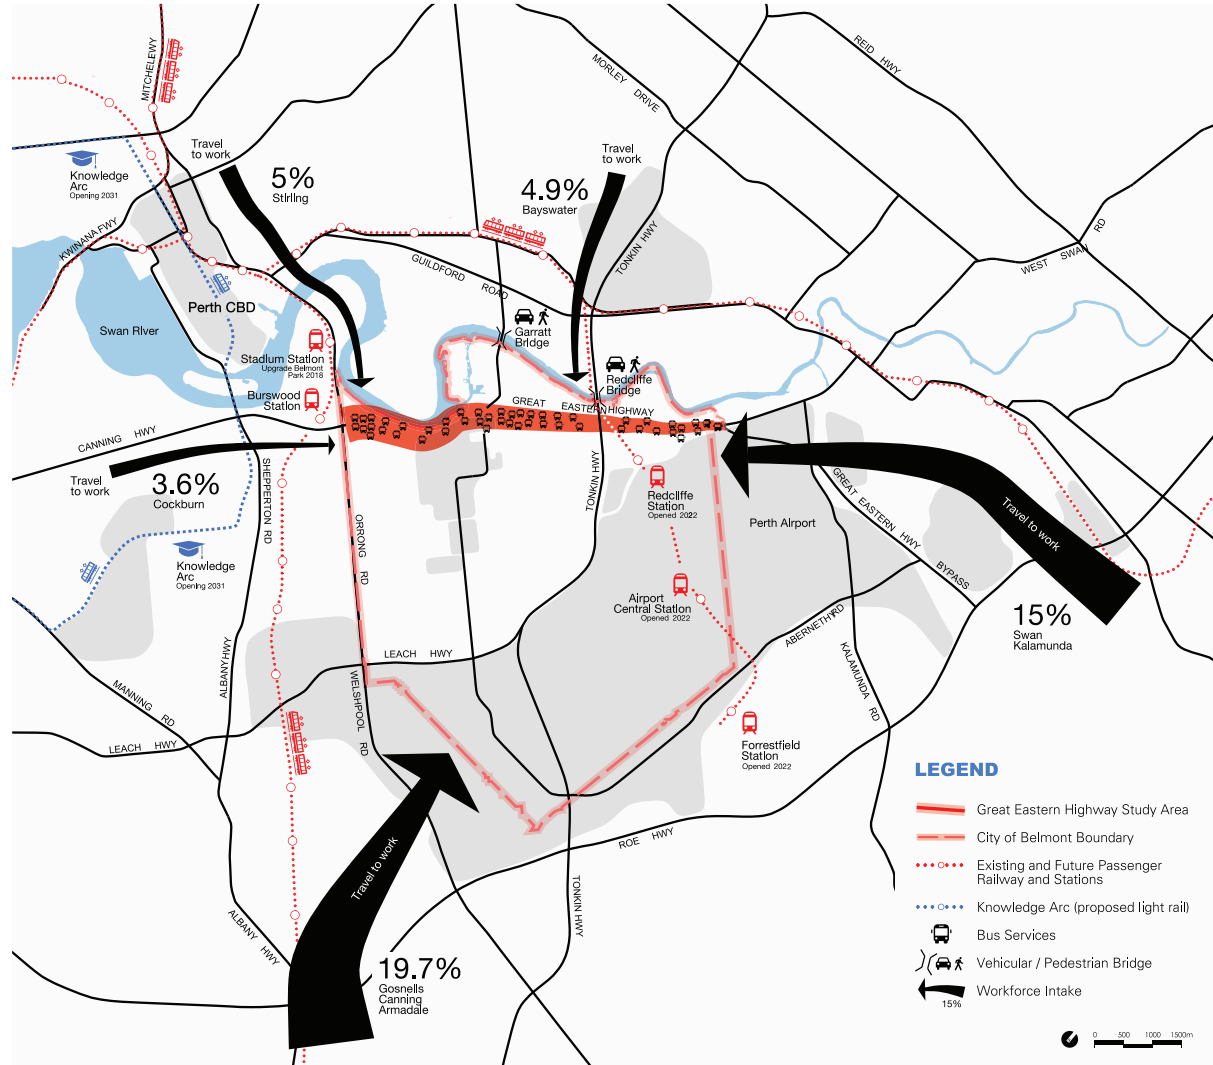 MITCHELEWY
REID HWY
MORLEY DRIVE
Travel
to work
5%
Stirling
Travel
to work
4.9%
Bayswater
Knowledge
Arc
Opening 2031
KWINANA FWY
TONKIN HWY
WEST SWAN RD
GUILDFORD ROAD
Perth CBD
Swan River
Garratt
Bridge
Stadium Station
Upgrade Belmont
Park 2018
Redcliffe
Bridge
Burswood
Station
GREAT EASTERN HIGHWAY
CANNING HWY
Travel
to work
3.6%
Cockburn
SHEPPERTON RD
TONKIN HWY
Redcliffe
Station
Opened 2022
Perth Airport
GREAT EASTERN HWY BYPASS
Travel to work
15%
Swan
Kalamunda
ORRONG RD
Knowledge
Arc
Opening 2031
Airport
Central Station
Opened 2022
ABERNETHY RD
KALAMUNDA RD
LEACH HWY
ALBANY HWY
WELSHPOOL RD
MANNING RD
LEACH HWY
Forrestfield
Station
Opened 2022
ROE HWY
Travel to work
TONKIN HWY
ALBANY HWY
19.7%
Gosnells
Canning
Armadale
LEGEND
Great Eastern Highway Study Area
City of Belmont Boundary
Existing and Future Passenger
Railway and Stations
Knowledge Arc (proposed light rail)
Bus Services
Vehicular / Pedestrian Bridge
Workforce Intake
15%
0 500 1000 1500m